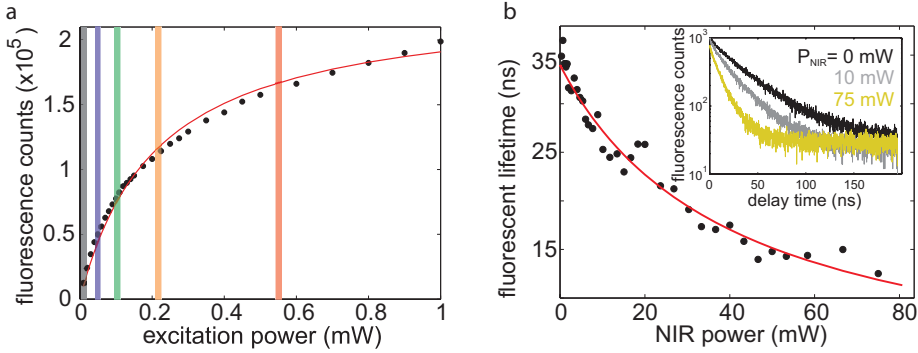 a
fluorescence counts (x10⁵)
2
1.5
1
0.5
0
0 0.2 0.4 0.6 0.8 1
excitation power (mW)
b
fluorescent lifetime (ns)
35
25
15
0 20 40 60 80
NIR power (mW)
fluorescence counts
10³
10²
10¹
P_NIR = 0 mW
10 mW
75 mW
0 50 100 150
delay time (ns)